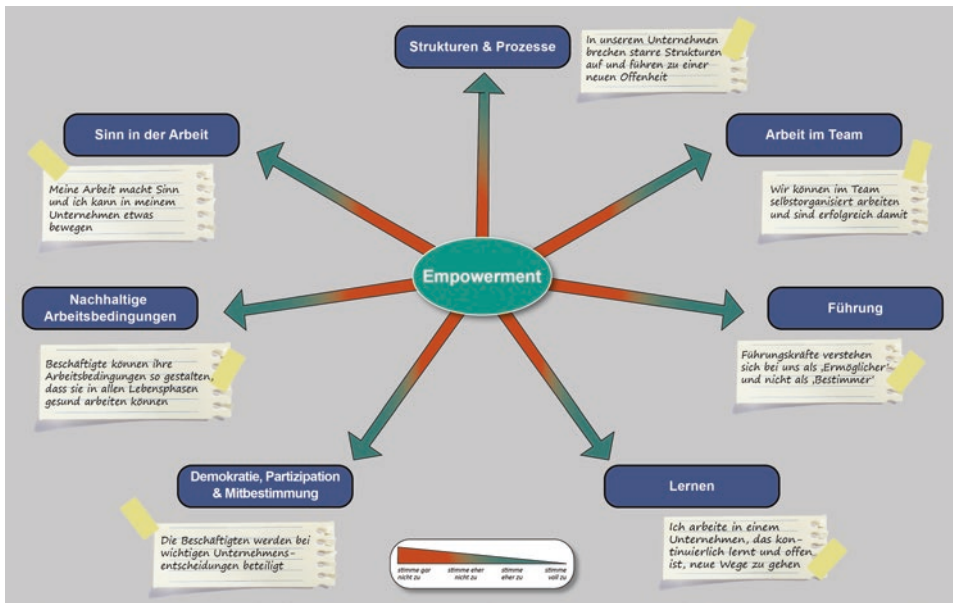 Strukturen & Prozesse
In unserem Unternehmen
brechen starre Strukturen
auf und führen zu einer
neuen Offenheit
Sinn in der Arbeit
Meine Arbeit macht Sinn
und ich kann in meinem
Unternehmen etwas
bewegen
Arbeit im Team
Wir können im Team
selbstorganisiert arbeiten
und sind erfolgreich damit
Empowerment
Nachhaltige
Arbeitsbedingungen
Beschäftigte können ihre
Arbeitsbedingungen so gestalten,
dass sie in allen Lebensphasen
gesund arbeiten können
Führung
Führungskräfte verstehen
sich bei uns als ‚Ermöglicher‘
und nicht als ‚Bestimmer‘
Demokratie, Partizipation
& Mitbestimmung
Die Beschäftigten werden bei
wichtigen Unternehmens-
entscheidungen beteiligt
Lernen
Ich arbeite in einem
Unternehmen, das kon-
tinuierlich lernt und offen
ist, neue Wege zu gehen
stimme gar
nicht zu
stimme eher
nicht zu
stimme
eher zu
stimme
voll zu